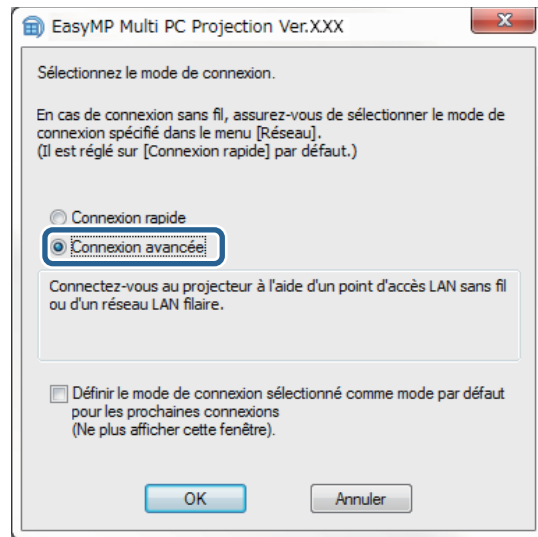 EasyMP Multi PC Projection Ver.XXX
Sélectionnez le mode de connexion.
En cas de connexion sans fil, assurez-vous de sélectionner le mode de
connexion spécifié dans le menu [Réseau].
(Il est réglé sur [Connexion rapide] par défaut.)
Connexion rapide
Connexion avancée
Connectez-vous au projecteur à l'aide d'un point d'accès LAN sans fil
ou d'un réseau LAN filaire.
Définir le mode de connexion sélectionné comme mode par défaut
pour les prochaines connexions
(Ne plus afficher cette fenêtre).
OK
Annuler